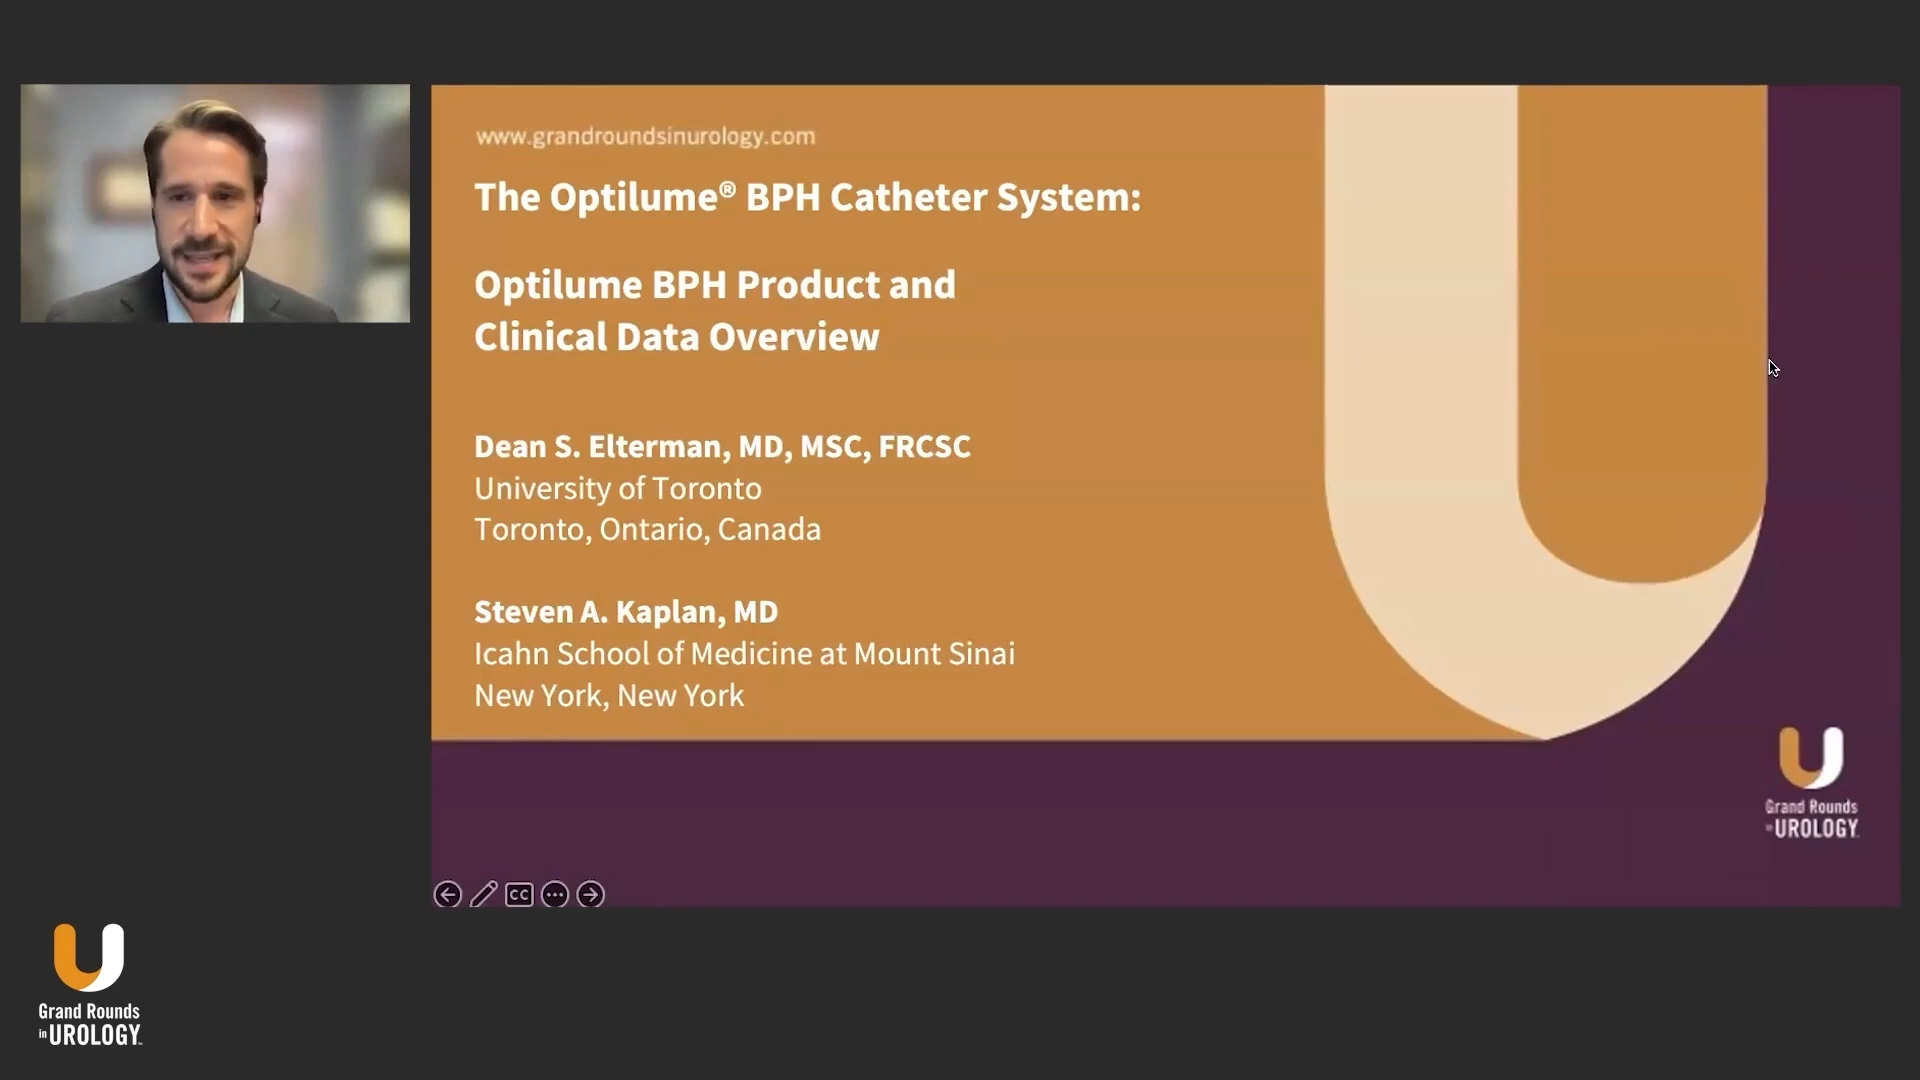 www.grandroundsinurology.com
The Optilume® BPH Catheter System:
Optilume BPH Product and
Clinical Data Overview
Dean S. Elterman, MD, MSC, FRCSC
University of Toronto
Toronto, Ontario, Canada
Steven A. Kaplan, MD
Icahn School of Medicine at Mount Sinai
New York, New York
Grand Rounds
in UROLOGY
CC
Grand Rounds
in UROLOGY™